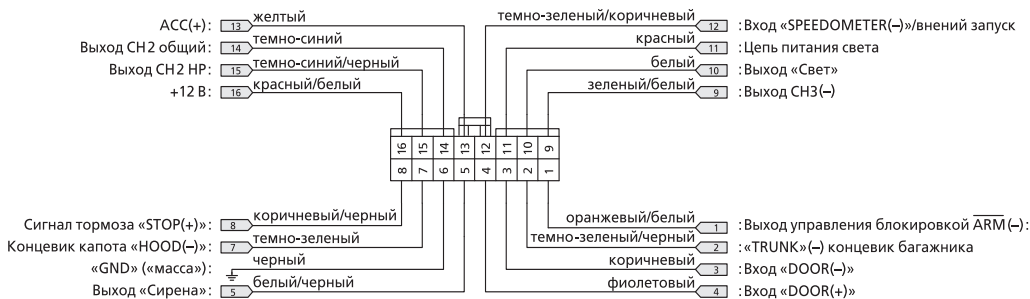 ACC(+): 13 желтый
Выход CH2 общий: 14 темно-синий
Выход CH2 HP: 15 темно-синий/черный
+12 В: 16 красный/белый
темно-зеленый/коричневый 12 :Вход «SPEEDOMETER(–)»/внений запуск
красный 11 :Цепь питания света
белый 10 :Выход «Свет»
зеленый/белый 9 :Выход CH3(–)
16 15 14 13 12 11 10 9
8 7 6 5 4 3 2 1
Сигнал тормоза «STOP(+)»: 8 коричневый/черный
Концевик капота «HOOD(–)»: 7 темно-зеленый
«GND» («масса»): черный
Выход «Сирена»: 5 белый/черный
оранжевый/белый 1 :Выход управления блокировкой ARM (–):
темно-зеленый/черный 2 :«TRUNK»(–) концевик багажника
коричневый 3 :Вход «DOOR(–)»
фиолетовый 4 :Вход «DOOR(+)»